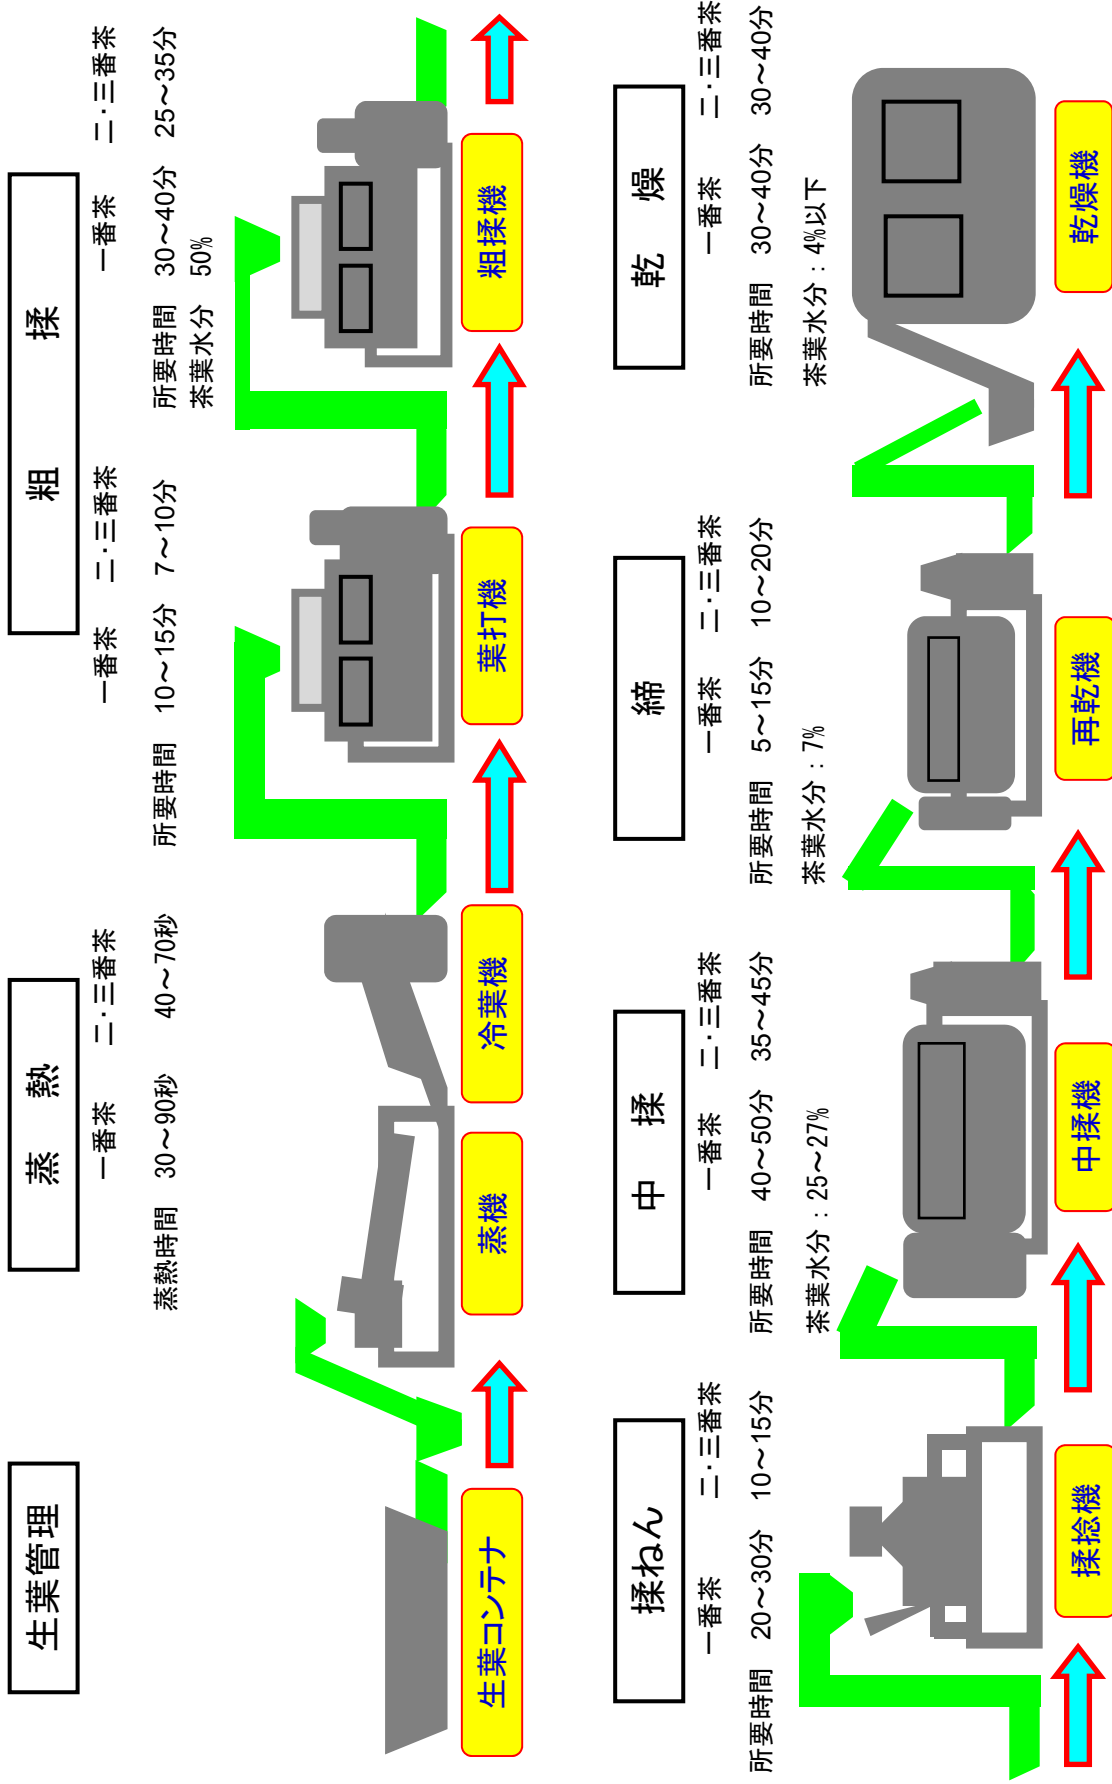 生葉管理
生葉コンテナ
蒸　熱
一番茶　二・三番茶
蒸熱時間　30～90秒　40～70秒
蒸機
冷葉機
粗　揉
一番茶　二・三番茶
所要時間　10～15分　7～10分
葉打機
一番茶　二・三番茶
所要時間　30～40分　25～35分
茶葉水分　50%
粗揉機
揉ねん
一番茶　二・三番茶
所要時間　20～30分　10～15分
揉捻機
中　揉
一番茶　二・三番茶
所要時間　40～50分　35～45分
茶葉水分：25～27%
中揉機
締
一番茶　二・三番茶
所要時間　5～15分　10～20分
茶葉水分：7%
再乾機
乾　燥
一番茶　二・三番茶
所要時間　30～40分　30～40分
茶葉水分：4%以下
乾燥機